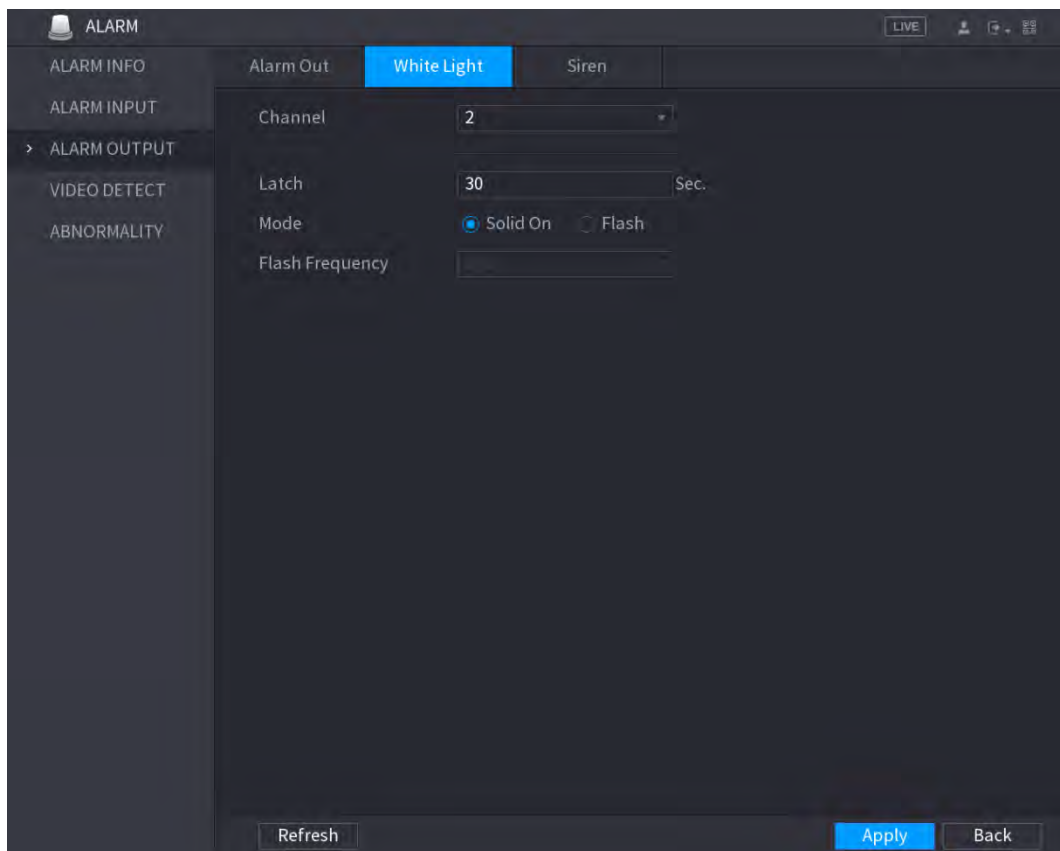 ALARM
LIVE
ALARM INFO
ALARM INPUT
ALARM OUTPUT
VIDEO DETECT
ABNORMALITY
Alarm Out White Light Siren
Channel 2
Latch 30 Sec.
Mode Solid On Flash
Flash Frequency
Refresh Apply Back